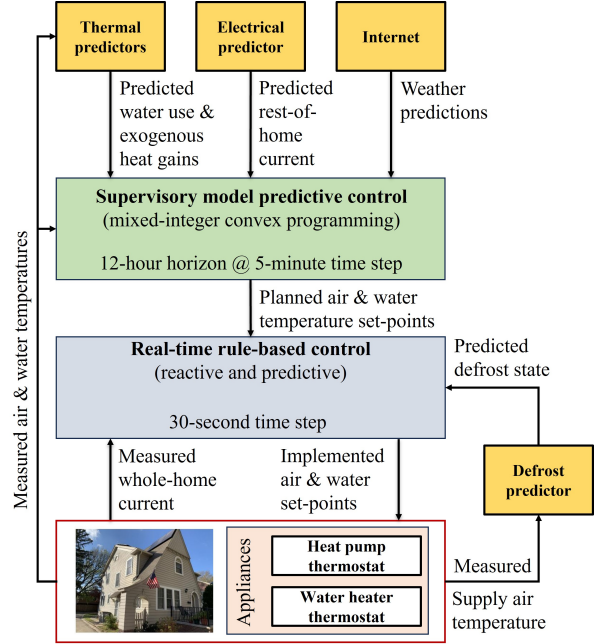 Thermal
predictors
Electrical
predictor
Internet
Predicted
water use &
exogenous
heat gains
Predicted
rest-of-
home
current
Weather
predictions
Supervisory model predictive control
(mixed-integer convex programming)
12-hour horizon @ 5-minute time step
Measured air & water temperatures
Planned air & water
temperature set-points
Real-time rule-based control
(reactive and predictive)
30-second time step
Predicted
defrost state
Measured
whole-home
current
Implemented
air & water
set-points
Defrost
predictor
Appliances
Heat pump
thermostat
Water heater
thermostat
Measured
Supply air
temperature